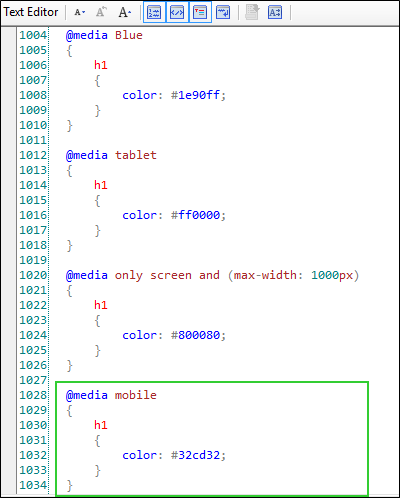 Text Editor A A A
1004 @media Blue
1005 {
1006 h1
1007 {
1008 color: #1e90ff;
1009 }
1010 }
1011
1012 @media tablet
1013 {
1014 h1
1015 {
1016 color: #ff0000;
1017 }
1018 }
1019
1020 @media only screen and (max-width: 1000px)
1021 {
1022 h1
1023 {
1024 color: #800080;
1025 }
1026 }
1027
1028 @media mobile
1029 {
1030 h1
1031 {
1032 color: #32cd32;
1033 }
1034 }